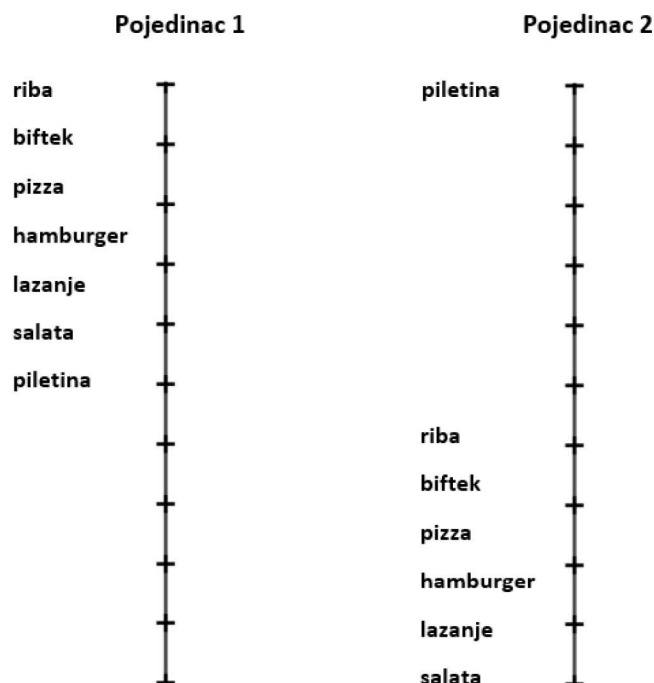 Pojedinac 1
riba
biftek
pizza
hamburger
lazanje
salata
piletina
Pojedinac 2
piletina
riba
biftek
pizza
hamburger
lazanje
salata